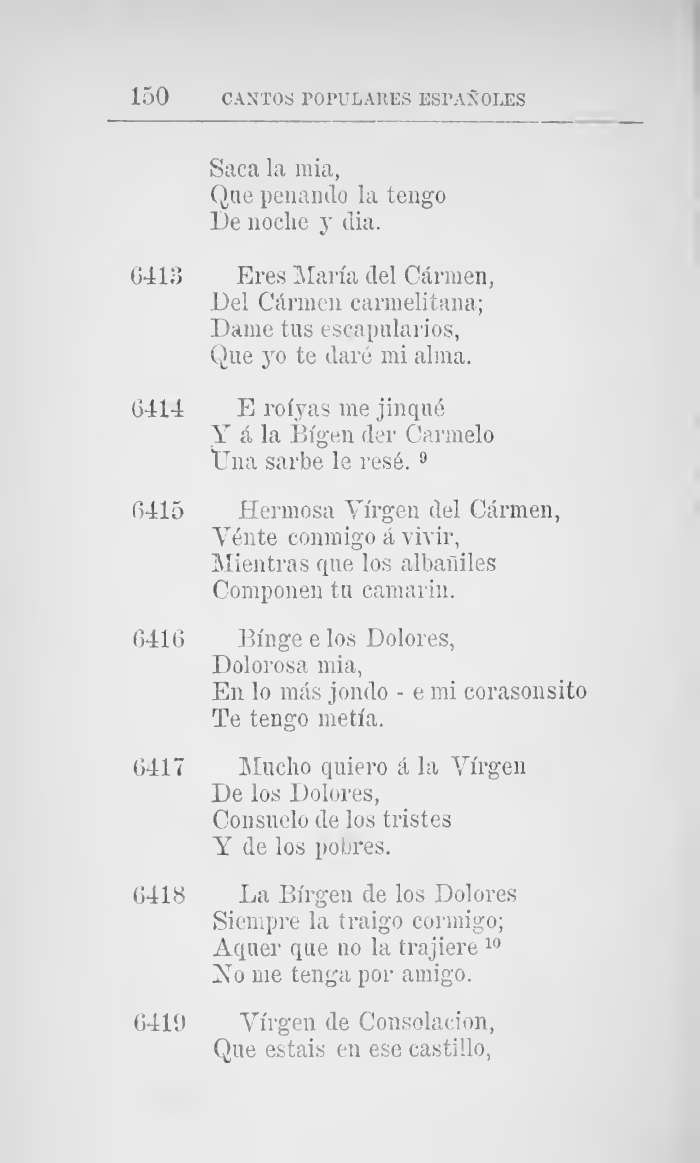 150 CANTOS POPULARES ESPAÑOLES
Saca la mia,
Que penando la tengo
De noche y dia.
6413 Eres María del Cármen,
Del Cármen carmelitana;
Dame tus escapularios,
Que yo te daré mi alma.
6414 E roíyas me jinqué
Y á la Bígen der Carmelo
Una sarbe le resé. ⁹
6415 Hermosa Vírgen del Cármen,
Vénte conmigo á vivir,
Mientras que los albañiles
Componen tu camarin.
6416 Bínge e los Dolores,
Dolorosa mia,
En lo más jondo - e mi corasonsito
Te tengo metía.
6417 Mucho quiero á la Vírgen
De los Dolores,
Consuelo de los tristes
Y de los pobres.
6418 La Bírgen de los Dolores
Siempre la traigo cormigo;
Aquer que no la trajiere ¹⁰
No me tenga por amigo.
6419 Vírgen de Consolacion,
Que estais en ese castillo,